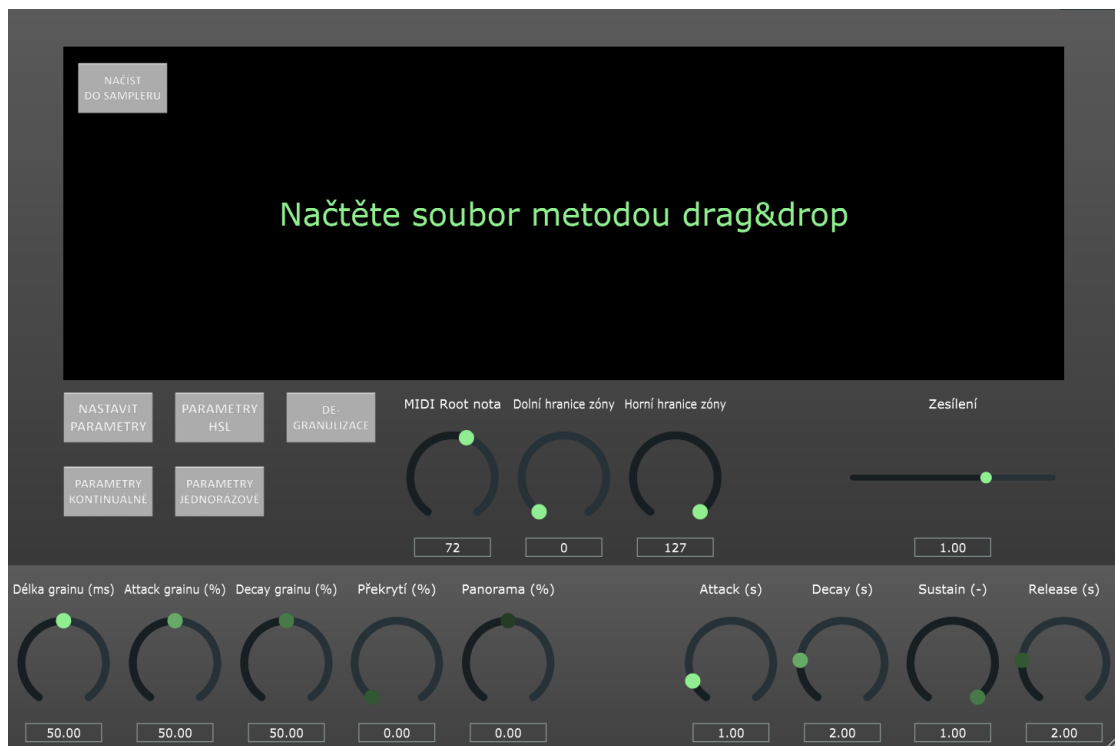 NAČÍST
DO SAMPLERU
Načtěte soubor metodou drag&drop
NASTAVIT
PARAMETRY
PARAMETRY
HSL
DE-
GRANULIZACE
PARAMETRY
KONTINUÁLNĚ
PARAMETRY
JEDNORÁZOVĚ
MIDI Root nota
Dolní hranice zóny
Horní hranice zóny
Zesílení
72
0
127
1.00
Délka grainu (ms)
Attack grainu (%)
Decay grainu (%)
Překrytí (%)
Panorama (%)
Attack (s)
Decay (s)
Sustain (-)
Release (s)
50.00
50.00
50.00
0.00
0.00
1.00
2.00
1.00
2.00